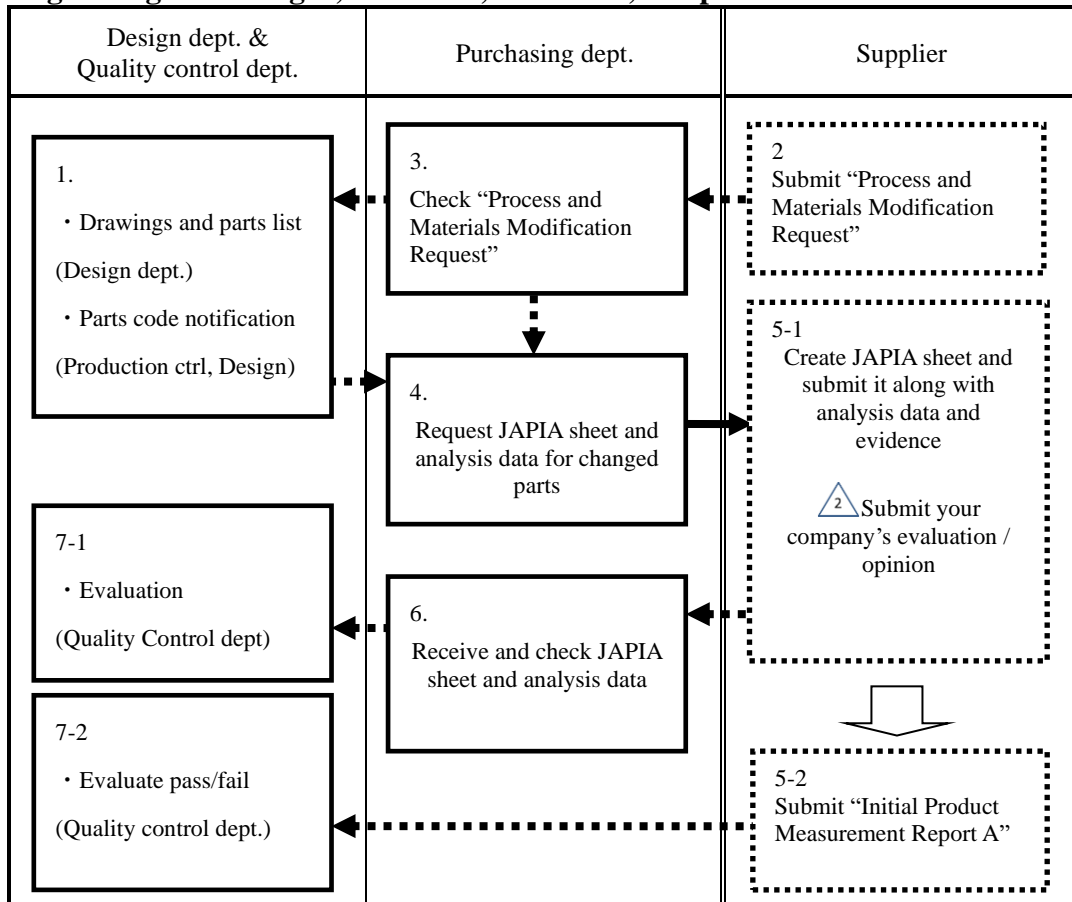 Design dept. &
Quality control dept.
Purchasing dept.
Supplier
1.
・Drawings and parts list
(Design dept.)
・Parts code notification
(Production ctrl, Design)
3.
Check “Process and
Materials Modification
Request”
2
Submit “Process and
Materials Modification
Request”
4.
Request JAPIA sheet and
analysis data for changed
parts
5-1
Create JAPIA sheet and
submit it along with
analysis data and
evidence
2 Submit your
company’s evaluation /
opinion
7-1
・Evaluation
(Quality Control dept)
6.
Receive and check JAPIA
sheet and analysis data
7-2
・Evaluate pass/fail
(Quality control dept.)
5-2
Submit “Initial Product
Measurement Report A”